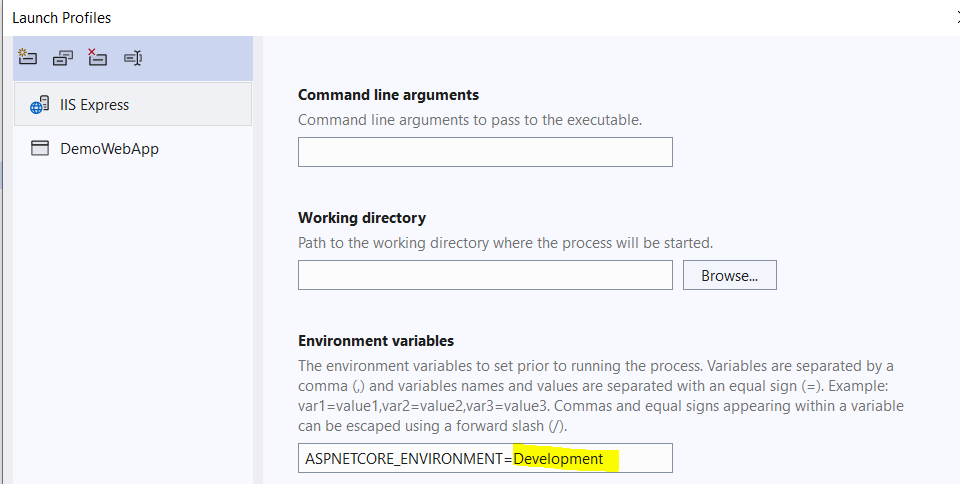 Launch Profiles
IIS Express
DemoWebApp
Command line arguments
Command line arguments to pass to the executable.
Working directory
Path to the working directory where the process will be started.
Browse...
Environment variables
The environment variables to set prior to running the process. Variables are separated by a
comma (,) and variables names and values are separated with an equal sign (=). Example:
var1=value1,var2=value2,var3=value3. Commas and equal signs appearing within a variable
can be escaped using a forward slash (/).
ASPNETCORE_ENVIRONMENT=Development